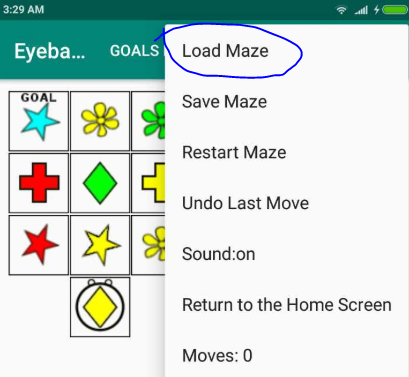 3:29 AM
Eyeba... GOALS
Load Maze
GOAL
Save Maze
Restart Maze
Undo Last Move
Sound:on
Return to the Home Screen
Moves: 0